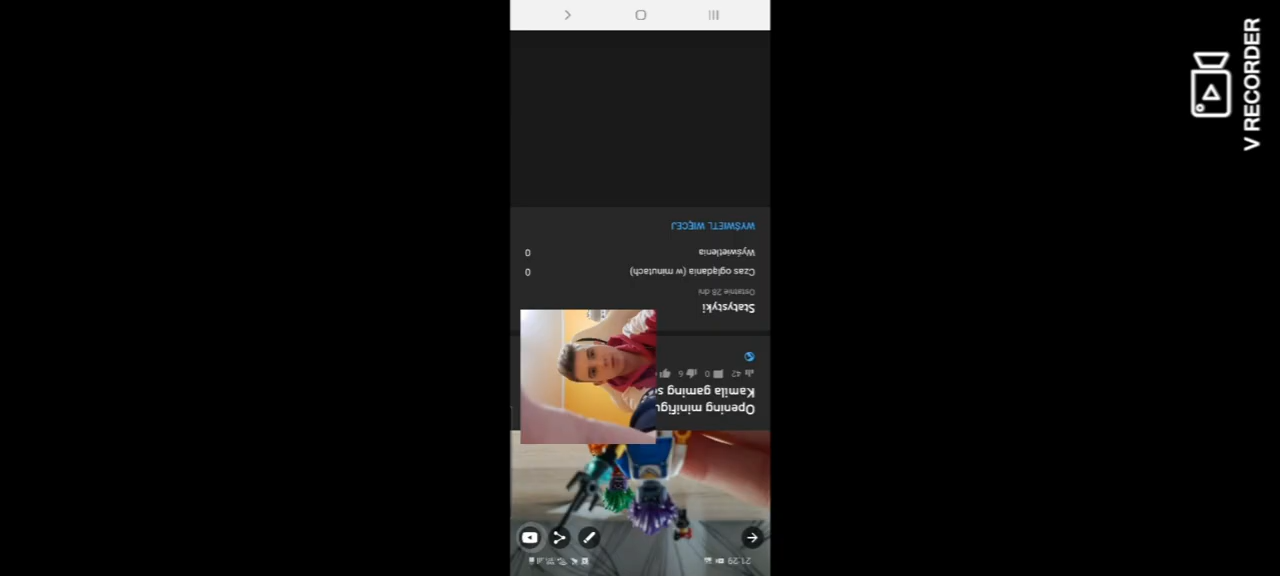 21:29
Opening minifigu
Kamila gaming s
42 0 6
Statystyki
Ostatnie 28 dni
Czas oglądania (w minutach) 0
Wyświetlenia 0
WYŚWIETL WIĘCEJ
V RECORDER